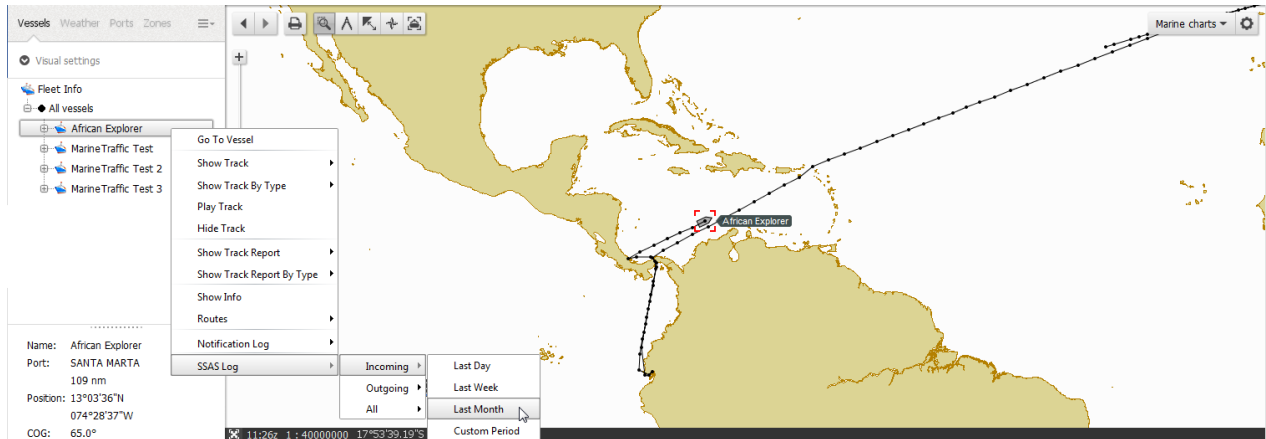 Vessels Weather Ports Zones
Marine charts
Visual settings
Fleet Info
All vessels
African Explorer
MarineTraffic Test
MarineTraffic Test 2
MarineTraffic Test 3
Go To Vessel
Show Track
Show Track By Type
Play Track
Hide Track
Show Track Report
Show Track Report By Type
Show Info
Routes
Notification Log
SSAS Log
Incoming
Outgoing
All
Last Day
Last Week
Last Month
Custom Period
African Explorer
Name: African Explorer
Port: SANTA MARTA
109 nm
Position: 13°03'36"N
074°28'37"W
COG: 65.0°
11:26z 1 : 40000000 17°53'39.19"S